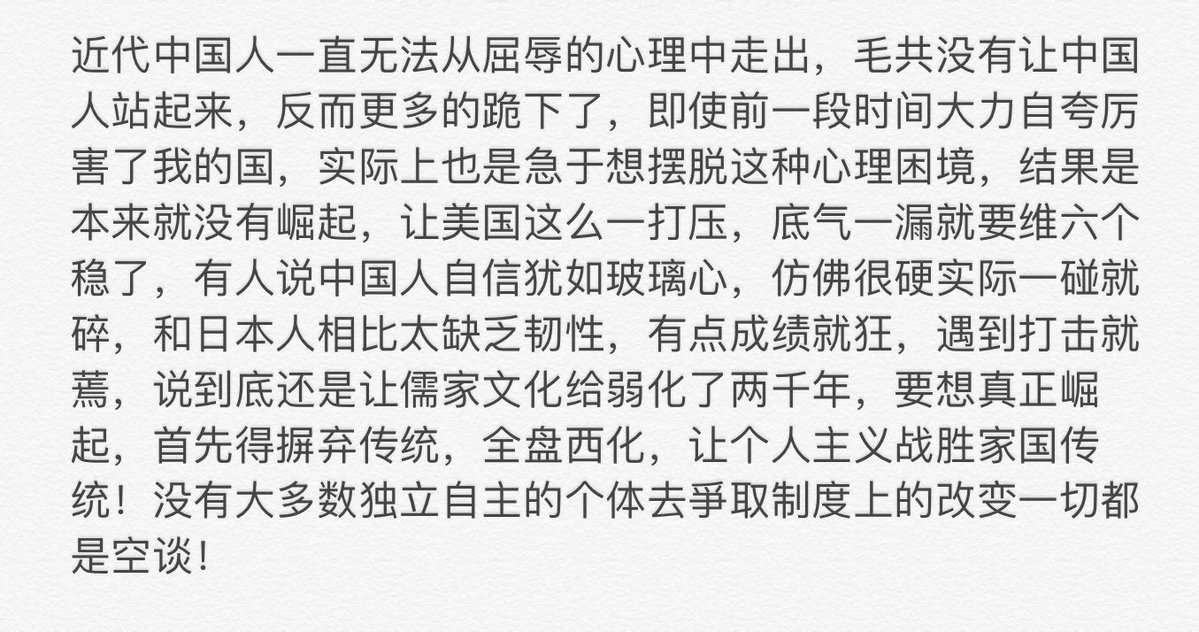 近代中国人一直无法从屈辱的心理中走出，毛共没有让中国
人站起来，反而更多的跪下了，即使前一段时间大力自夸厉
害了我的国，实际上也是急于想摆脱这种心理困境，结果是
本来就没有崛起，让美国这么一打压，底气一漏就要维六个
稳了，有人说中国人自信犹如玻璃心，仿佛很硬实际一碰就
碎，和日本人相比太缺乏韧性，有点成绩就狂，遇到打击就
蔫，说到底还是让儒家文化给弱化了两千年，要想真正崛
起，首先得摒弃传统，全盘西化，让个人主义战胜家国传
统！没有大多数独立自主的个体去爭取制度上的改变一切都
是空谈！